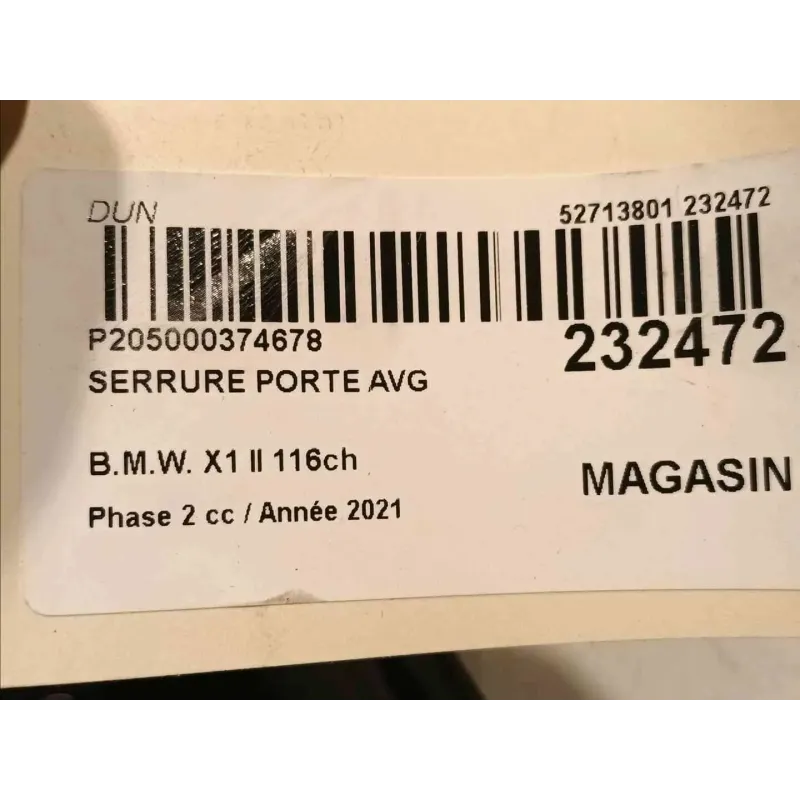 DUN
52713801 232472
P205000374678
232472
SERRURE PORTE AVG
B.M.W. X1 II 116ch
MAGASIN
Phase 2 cc / Année 2021